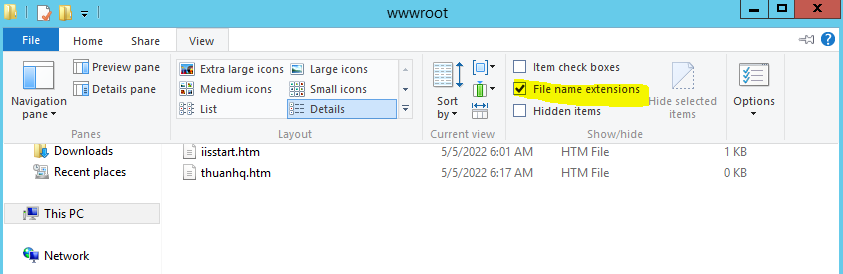 wwwroot
File Home Share View
Preview pane
Details pane
Navigation pane
Panes
Extra large icons Large icons
Medium icons Small icons
List Details
Layout
Sort by
Current view
Item check boxes
File name extensions
Hidden items
Hide selected items
Show/hide
Options
Downloads
Recent places
This PC
Network
iisstart.htm 5/5/2022 6:01 AM HTM File 1 KB
thuanhq.htm 5/5/2022 6:17 AM HTM File 0 KB